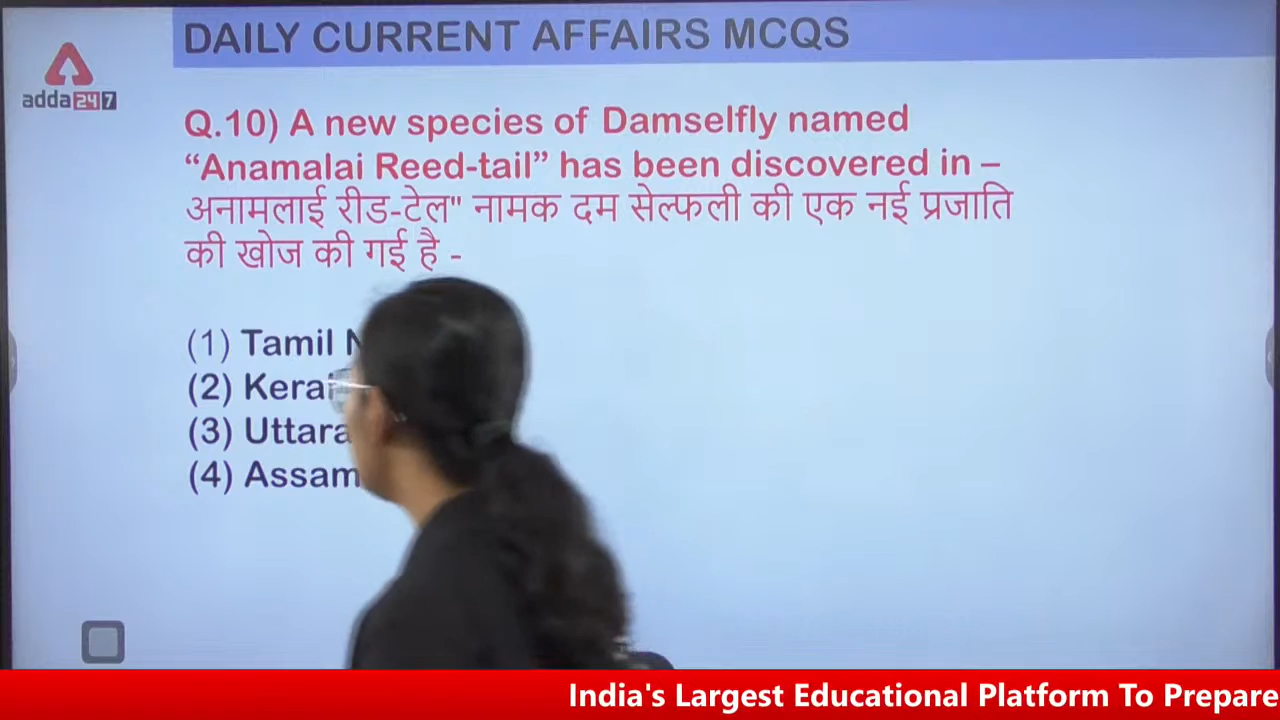 DAILY CURRENT AFFAIRS MCQS
adda247
Q.10) A new species of Damselfly named
“Anamalai Reed-tail” has been discovered in –
अनामलाई रीड-टेल" नामक दम सेल्फली की एक नई प्रजाति
की खोज की गई है -
(1) Tamil
(2)
(3)
(4) Assam
India's Largest Educational Platform To Prepare